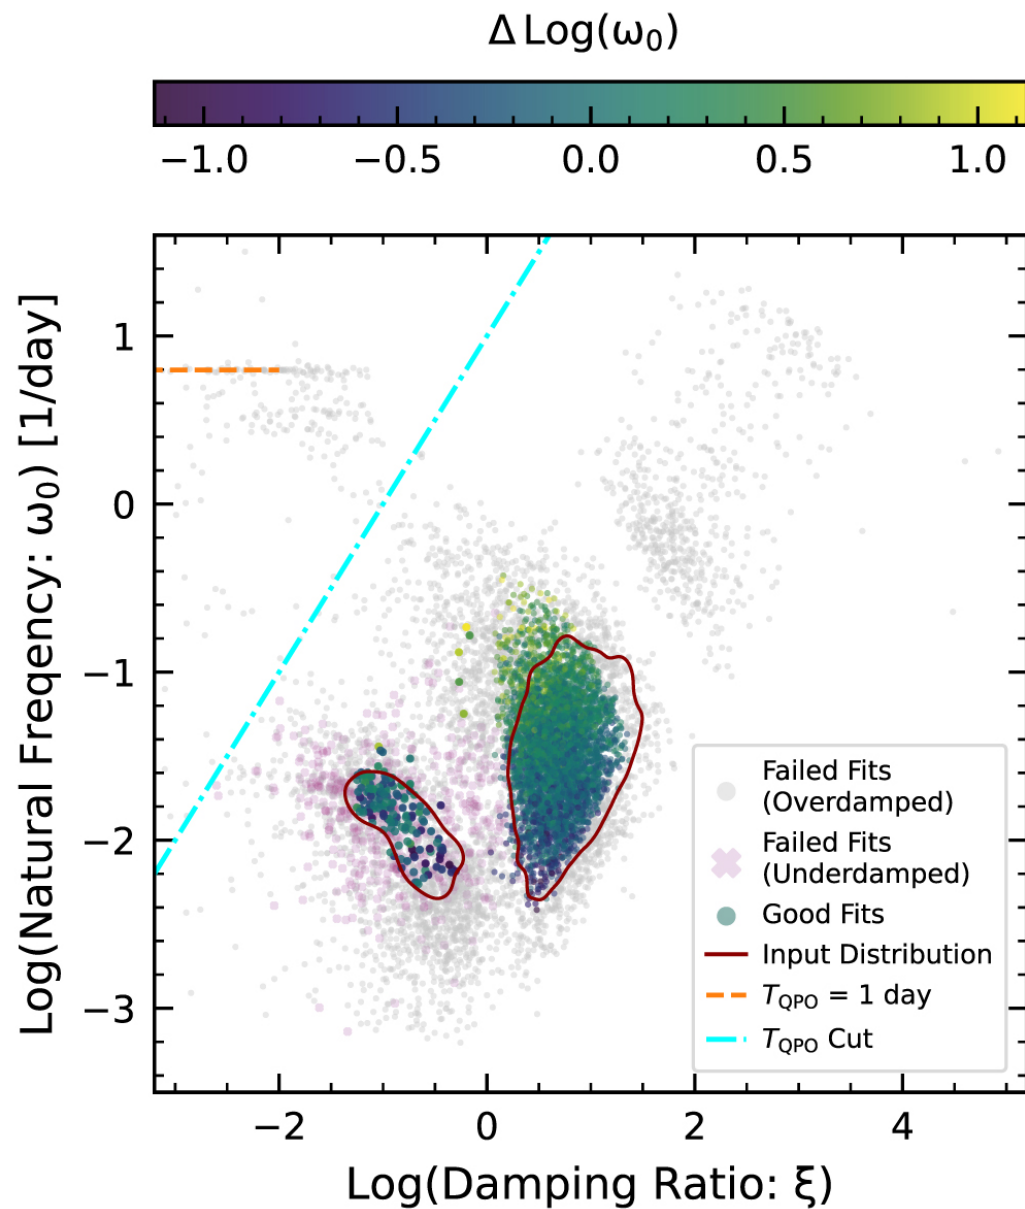 Δ Log(ω₀)
−1.0 −0.5 0.0 0.5 1.0
Log(Natural Freqency: ω₀) [1/day]
1
0
−1
−2
−3
Failed Fits
(Overdamped)
Failed Fits
(Underdamped)
Good Fits
Input Distribution
T_QPO = 1 day
T_QPO Cut
−2 0 2 4
Log(Damping Ratio: ξ)